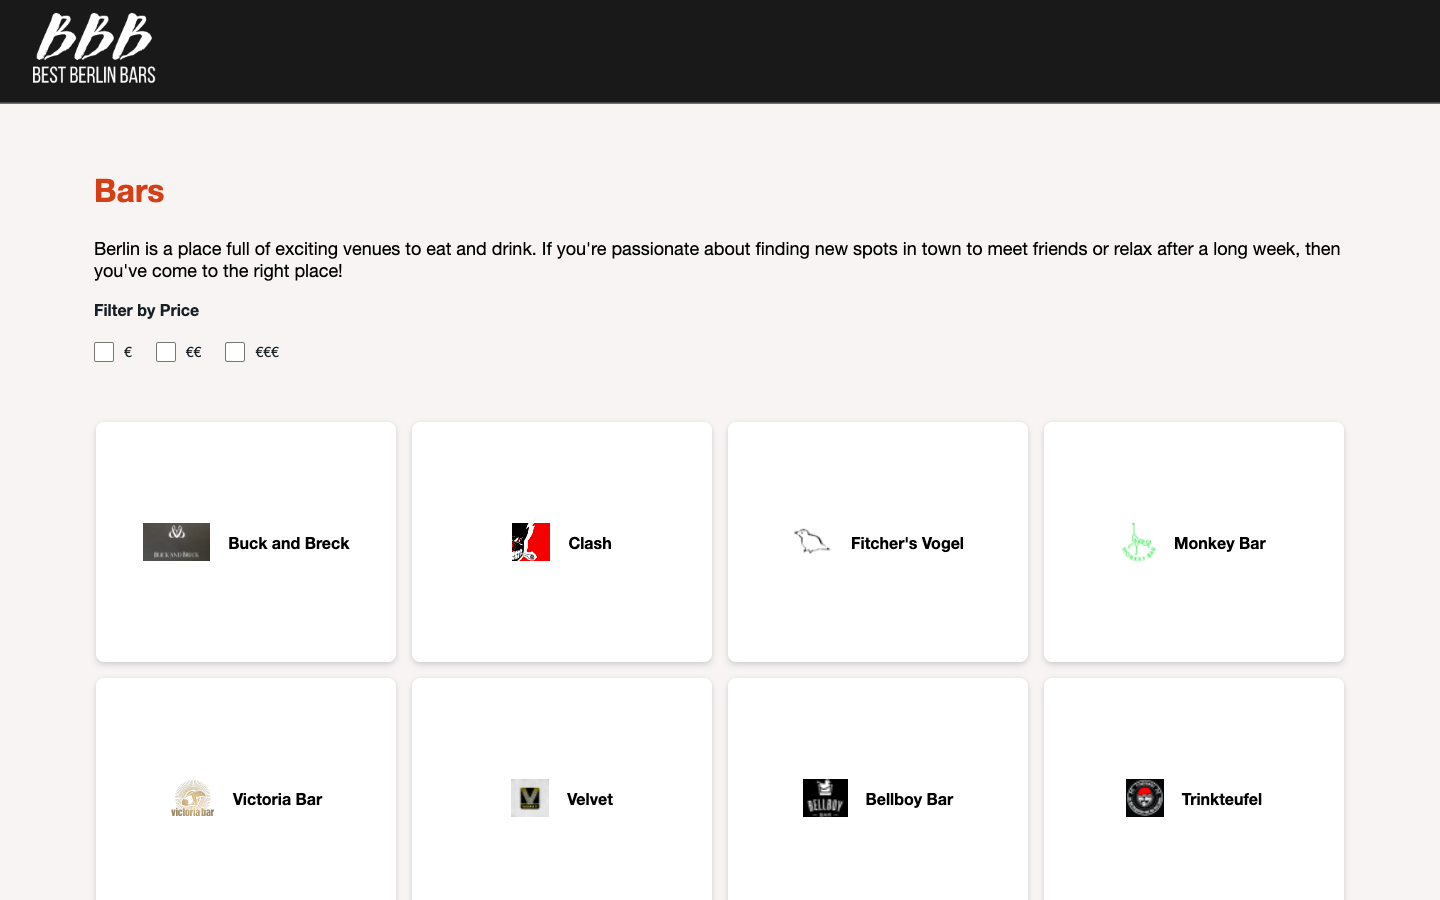 BBB
BEST BERLIN BARS
Bars
Berlin is a place full of exciting venues to eat and drink. If you're passionate about finding new spots in town to meet friends or relax after a long week, then
you've come to the right place!
Filter by Price
€ €€ €€€
BUCK AND BRECK
Buck and Breck
Clash
Fitcher's Vogel
MONKEY BAR
Monkey Bar
victoria bar
Victoria Bar
Velvet
BELLBOY
Bellboy Bar
Trinkteufel